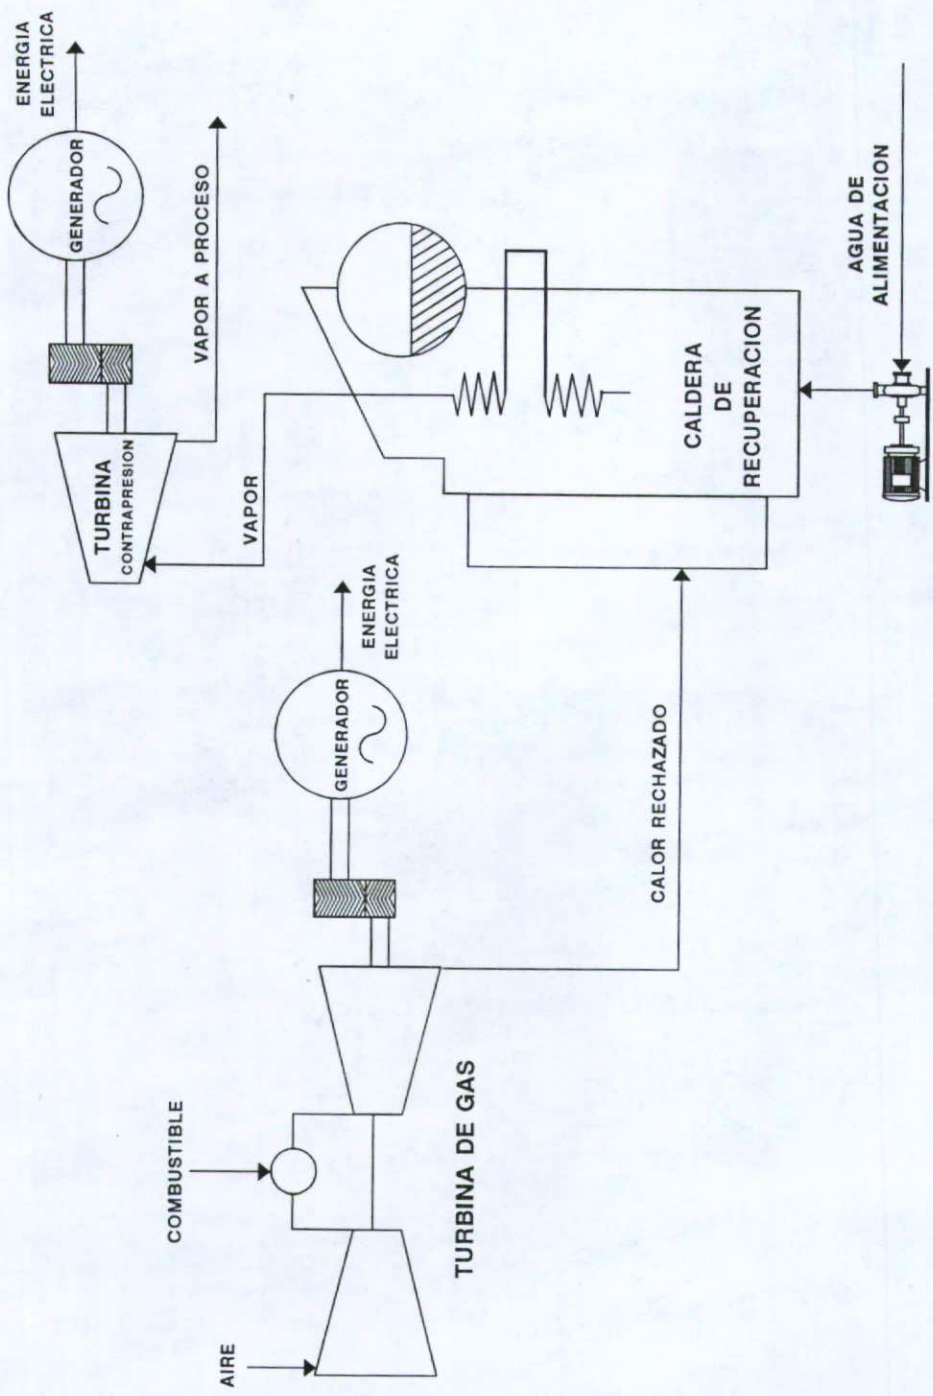 AIRE
COMBUSTIBLE
TURBINA DE GAS
GENERADOR
ENERGIA
ELECTRICA
CALOR RECHAZADO
VAPOR
TURBINA
CONTRAPRESION
GENERADOR
ENERGIA
ELECTRICA
VAPOR A PROCESO
CALDERA
DE
RECUPERACION
AGUA DE
ALIMENTACION